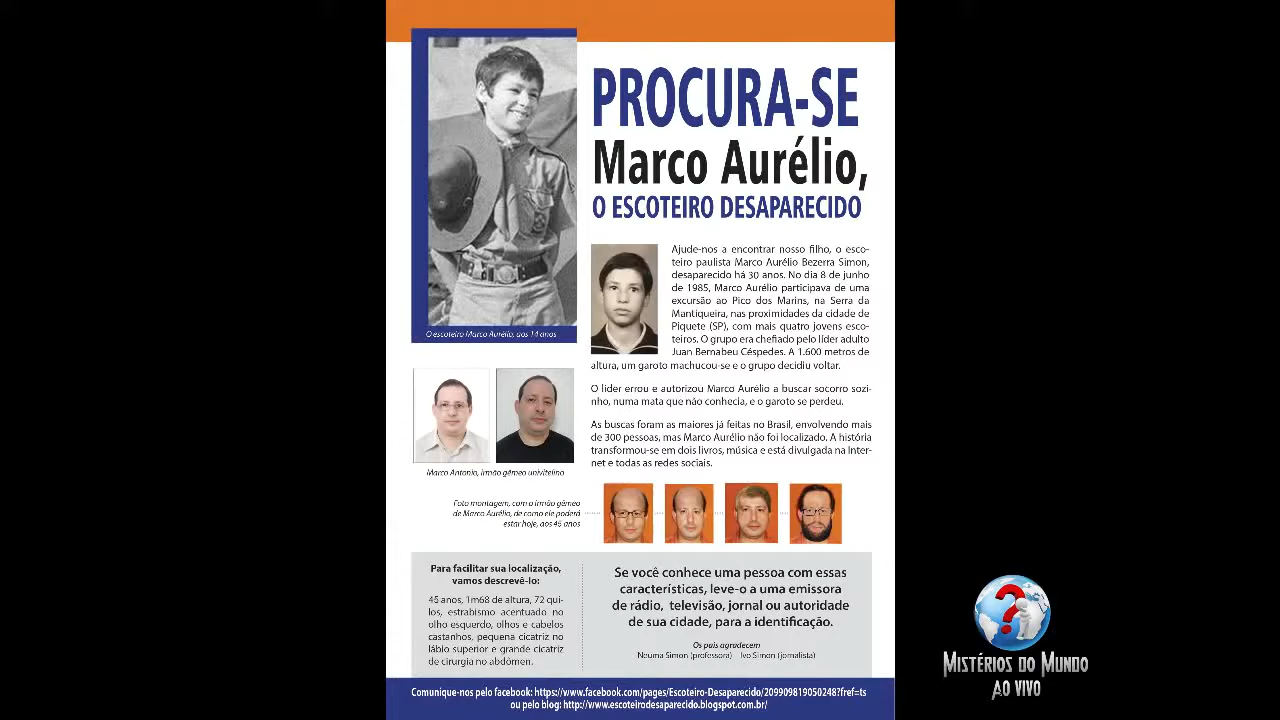 PROCURA-SE
Marco Aurélio,
O ESCOTEIRO DESAPARECIDO
O escoteiro Marco Aurélio, aos 14 anos
Ajude-nos a encontrar nosso filho, o esco-
teiro paulista Marco Aurélio Bezerra Simon,
desaparecido há 30 anos. No dia 8 de junho
de 1985, Marco Aurélio participava de uma
excursão ao Pico dos Marins, na Serra da
Mantiqueira, nas proximidades da cidade de
Piquete (SP), com mais quatro jovens esco-
teiros. O grupo era chefiado pelo líder adulto
Juan Bernabeu Céspedes. A 1.600 metros de
altura, um garoto machucou-se e o grupo decidiu voltar.
O líder errou e autorizou Marco Aurélio a buscar socorro sozi-
nho, numa mata que não conhecia, e o garoto se perdeu.
As buscas foram as maiores já feitas no Brasil, envolvendo mais
de 300 pessoas, mas Marco Aurélio não foi localizado. A história
transformou-se em dois livros, música e está divulgada na Inter-
net e todas as redes sociais.
Marco Antonio, irmão gêmeo univitelino
Foto montagem, com o irmão gêmeo
de Marco Aurélio, de como ele poderá
estar hoje, aos 45 anos
Para facilitar sua localização,
vamos descrevê-lo:
45 anos, 1m68 de altura, 72 qui-
los, estrabismo acentuado no
olho esquerdo, olhos e cabelos
castanhos, pequena cicatriz no
lábio superior e grande cicatriz
de cirurgia no abdômen.
Se você conhece uma pessoa com essas
características, leve-o a uma emissora
de rádio, televisão, jornal ou autoridade
de sua cidade, para a identificação.
Os pais agradecem
Neuma Simon (professora) Ivo Simon (jornalista)
Comunique-nos pelo facebook: https://www.facebook.com/pages/Escoteiro-Desaparecido/209909819050248?fref=ts
ou pelo blog: http://www.escoteirodesaparecido.blogspot.com.br/
MISTÉRIOS DO MUNDO
AO VIVO